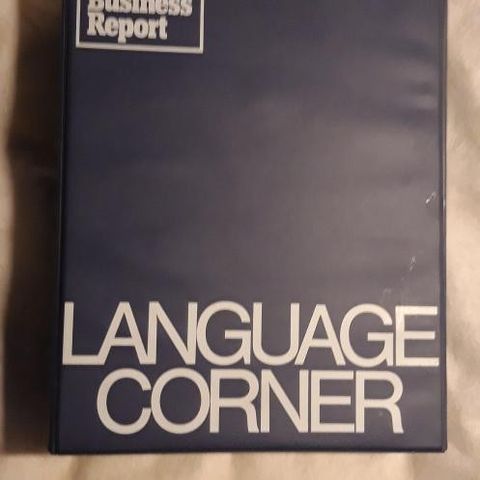 Business
Report
LANGUAGE
CORNER